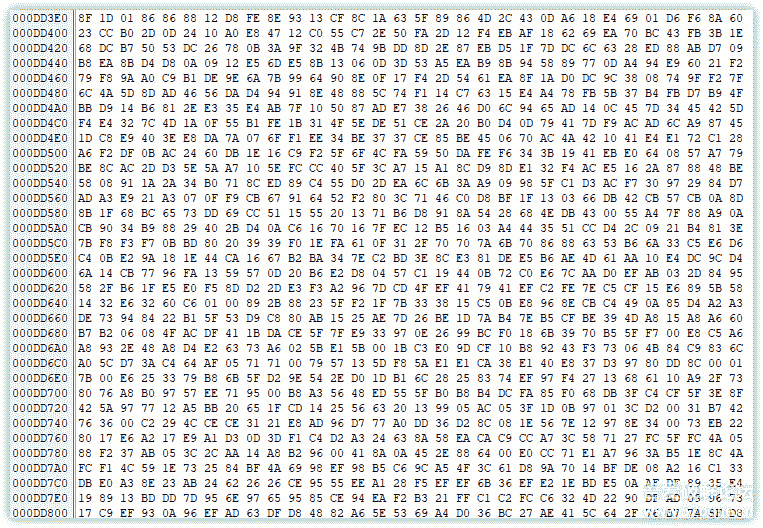 000DD3E0 8F 1D 01 86 86 88 12 D8 FE 8E 93 13 CF 8C 1A 63 5F 89 86 4D 2C 43 0D A6 18 E4 69 01 D6 F6 8A 60
000DD400 23 CC B0 2D 0D 24 10 A0 E8 47 12 C0 55 C7 2E 50 FA 2D 12 F4 EB AF 18 62 69 EA 70 BC 43 FB 3B 1E
000DD420 68 DC B7 50 53 DC 26 78 0B 3A 9F 32 4B 74 9B DD 8D 2E 87 EB D5 1F 7D DC 6C 63 28 ED 88 AB D7 09
000DD440 B8 EA 8B D4 D8 0A 09 12 E5 6D E5 8B 13 06 0D 3D 53 A5 EA B9 8B 94 58 89 77 0D A4 94 E9 60 21 F2
000DD460 79 F8 9A A0 C9 B1 DE 9E 6A 7B 99 64 90 8E 0F 17 F4 2D 54 61 EA 8F 1A D0 DC 9C 38 08 74 9F F2 7F
000DD480 6C 4A 5D 8D AD 46 56 DA D4 94 91 8E 48 88 5C 74 F1 14 C7 63 15 E4 A4 78 FB 5B 37 B4 FB D7 B9 4F
000DD4A0 BB D9 14 B6 81 2E E3 35 E4 AB 7F 10 50 87 AD E7 38 26 46 D0 6C 94 65 AD 14 0C 45 7D 34 45 42 5D
000DD4C0 F4 E4 32 7C 4D 1A 0F 55 B1 FE 1B 31 4F 5E DE 51 CE 2A 20 B0 D4 0D 79 41 7D F9 AC AD 6C A9 87 45
000DD4E0 1D C8 E9 40 3E E8 DA 7A 07 6F F1 EE 34 BE 37 37 CE 85 BE 45 06 70 AC 4A 42 10 41 E4 E1 72 C1 28
000DD500 A6 F2 DF 0B AC 24 60 DB 1E 16 C9 F2 5F 6F 4C FA 59 50 DA FE F6 34 3B 19 41 EB E0 64 08 57 A7 79
000DD520 BE 8C AC 2D D3 5E 5A A7 10 5E FC CC 40 5F 3C A7 15 A1 8C D9 8D DE E1 32 F4 AC E5 16 2A 87 88 48 BE
000DD560 58 08 91 1A 2A 34 B0 71 8C ED 89 C4 55 D0 2D EA 6C 6B 3A A9 09 98 5F C1 D3 AC F7 30 97 29 84 D7
000DD560 AD A3 E9 21 A3 07 0F F9 CB 67 91 64 52 F2 80 3C 71 46 C0 D8 BF 1F 13 03 66 DB 42 CB 57 CB 0A 8D
000DD580 8B 1F 68 BC 65 73 DD 69 CC 51 15 55 20 13 71 B6 D8 91 8A 54 28 68 4E DB 43 00 55 A4 7F 88 A9 0A
000DD5A0 CB 90 34 B9 88 29 40 2B D4 0A C6 16 70 16 7F EC 12 B5 16 03 A4 44 35 51 CC D4 2C 09 21 B4 81 3E
000DD5C0 7B F8 F3 F7 0B BD 80 20 39 39 F0 1E FA 61 0F 31 2F 70 70 7A 6B 70 86 88 63 53 B6 6A 33 C5 E6 D6
000DD5E0 C4 0B E2 9A 18 1E 44 CA 16 67 B2 BA 34 7E C2 BD 3E 8C E3 81 DE E5 B6 AE 4D 61 AA 10 E4 DC 9C D4
000DD600 6A 14 CB 77 96 FA 13 59 57 0D 20 B6 E2 D8 04 57 C1 19 44 0B 72 C0 E6 7C AA D0 EF AB 03 2D 84 95
000DD620 58 2F B6 1F E5 E0 F5 8D D2 2D E3 F3 A2 96 7D CD 4F EF 41 79 41 EF C2 FE 7E C5 CF 15 E6 89 5B 58
000DD640 14 32 E6 32 60 C6 01 00 89 2B 88 23 5F F2 1F 7B 33 38 15 C5 0B E8 96 8E CB C4 49 0A 85 D4 A2 A3
000DD660 DE 73 94 84 22 B1 5F 53 D9 C8 80 AB 15 25 AE 7D 26 BE 1D 7A B4 7E B5 CF BE 39 4D A8 15 A8 A6 60
000DD680 B7 B2 06 08 4F AC DF 41 1B DA CE 5F 7F E9 33 97 0E 26 99 BC F0 18 6B 39 70 B5 5F F7 00 E8 C5 A6
000DD6A0 A8 93 2E 48 A8 D4 E2 63 73 A6 02 5B E1 5B 00 1B C3 E0 9D CF 10 B8 92 43 F3 73 06 4B 84 C9 83 6C
000DD6C0 A0 5C D7 3A C4 64 AF 05 71 71 00 79 57 13 5D F8 5A E1 E1 CA 38 E1 40 E8 37 D3 97 80 DD 8C 00 01
000DD6E0 7B 00 E6 25 33 79 B8 6B 5F D2 9E 54 2E D0 1D B1 6C 28 25 83 74 EF 97 F4 27 13 68 61 10 A9 2F 73
000DD700 80 76 A8 B0 97 57 EE 71 95 00 B8 A3 56 48 ED 55 5F B0 B8 B4 DC FA 85 F0 68 DB 3F C4 CF 5F 3E 8F
000DD720 42 5A 97 77 12 A5 BB 20 65 1F CD 14 25 56 63 20 13 99 05 AC 05 3F 1D 0B 97 01 3C D2 00 31 B7 42
000DD740 76 36 00 C2 29 4C CE CE 31 21 E8 AD 96 D7 77 A0 DD 36 D2 8C 08 1E 56 7E 12 97 8E 34 00 73 EB 22
000DD760 80 17 E6 A2 17 E9 A1 D3 0D 3D F1 C4 D2 A3 24 63 8A 58 EA CA C9 CC A7 3C 58 71 27 FC 5F FC 4A 05
000DD780 88 F2 37 AB 05 3C 2C AA 14 A8 B2 96 00 41 8A 0A 45 2E 88 64 00 E0 CC 71 E1 A7 96 3A B5 1E 8C 4A
000DD7A0 FC F1 4C 59 1E 73 25 84 BF 4A 69 98 EF 98 B5 C6 9C A5 4F 3C 61 D8 9A 70 14 BF DE 08 A2 16 C1 33
000DD7C0 DB E0 A3 8E 23 AB 24 62 26 26 CE 95 55 EE A1 28 F5 EF EF 6B 36 EF E2 1E BD E5 0A AF DF 89 25 E4
000DD7E0 19 89 13 BD DD 7D 95 6E 97 65 95 85 CE 94 EA F2 B3 21 FF C1 C2 FC C6 32 4D 22 90 DF AD 69 98 73
000DD800 17 C9 EF 93 0A 96 EF AD 63 DF D8 48 82 A6 5E 53 69 A4 D0 36 BC 27 AE 41 5C 64 2F 76 A7 7A 5F D8